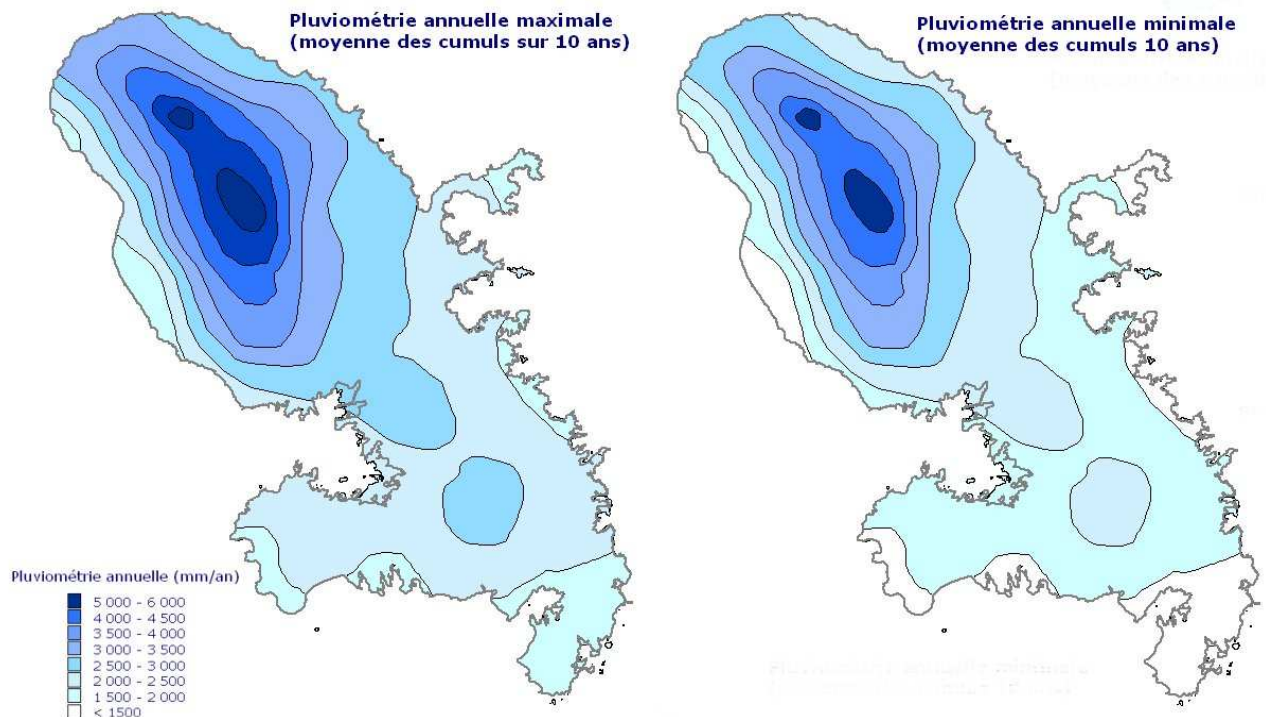 Pluviométrie annuelle maximale
(moyenne des cumuls sur 10 ans)
Pluviométrie annuelle minimale
(moyenne des cumuls 10 ans)
Pluviométrie annuelle (mm/an)
5 000 - 6 000
4 000 - 4 500
3 500 - 4 000
3 000 - 3 500
2 500 - 3 000
2 000 - 2 500
1 500 - 2 000
< 1500